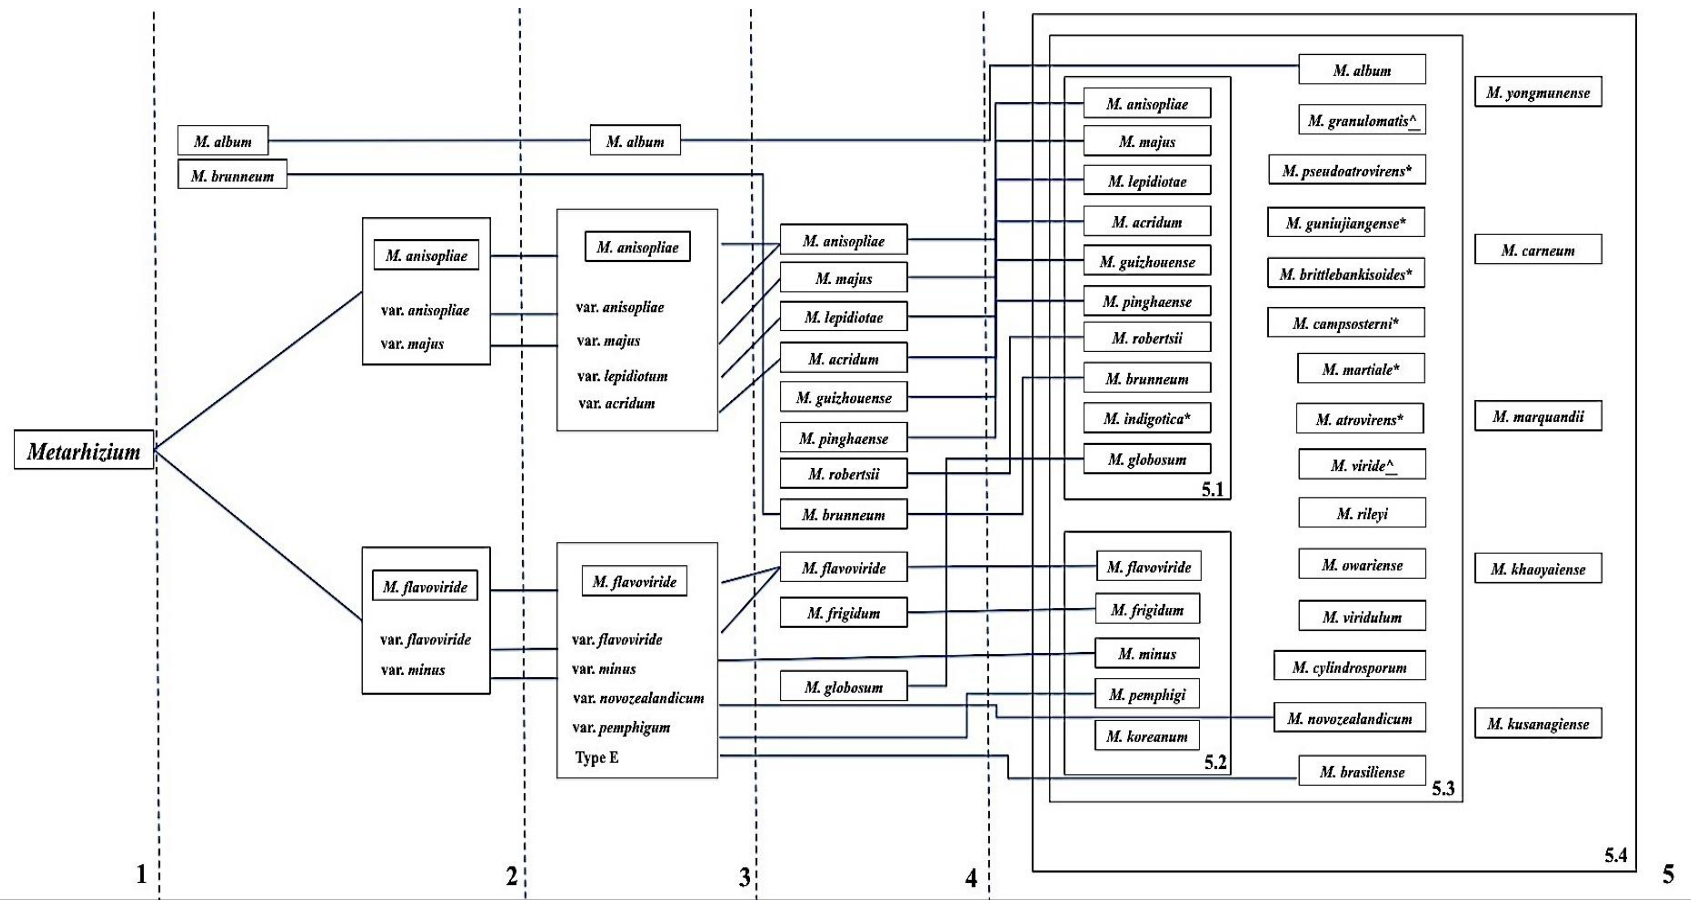 Metarhizium
1
M. album
M. brunneum
M. anisopliae
var. anisopliae
var. majus
M. flavoviride
var. flavoviride
var. minus
2
M. album
M. anisopliae
var. anisopliae
var. majus
var. lepidiotum
var. acridum
M. flavoviride
var. flavoviride
var. minus
var. novozealandicum
var. pemphigum
Type E
3
M. anisopliae
M. majus
M. lepidiotae
M. acridum
M. guizhouense
M. pinghaense
M. robertsii
M. brunneum
M. flavoviride
M. frigidum
M. globosum
4
M. anisopliae
M. majus
M. lepidiotae
M. acridum
M. guizhouense
M. pinghaense
M. robertsii
M. brunneum
M. indigotica*
M. globosum
5.1
M. flavoviride
M. frigidum
M. minus
M. pemphigi
M. koreanum
5.2
M. album
M. granulomatis^
M. pseudoatrovirens*
M. guniujiangense*
M. brittlebankisoides*
M. campsosterni*
M. martiale*
M. atrovirens*
M. viride^
M. rileyi
M. owariense
M. viridulum
M. cylindrosporum
M. novozealandicum
M. brasiliense
5.3
M. yongmunense
M. carneum
M. marquandii
M. khaoyaiense
M. kusanagiense
5.4
5